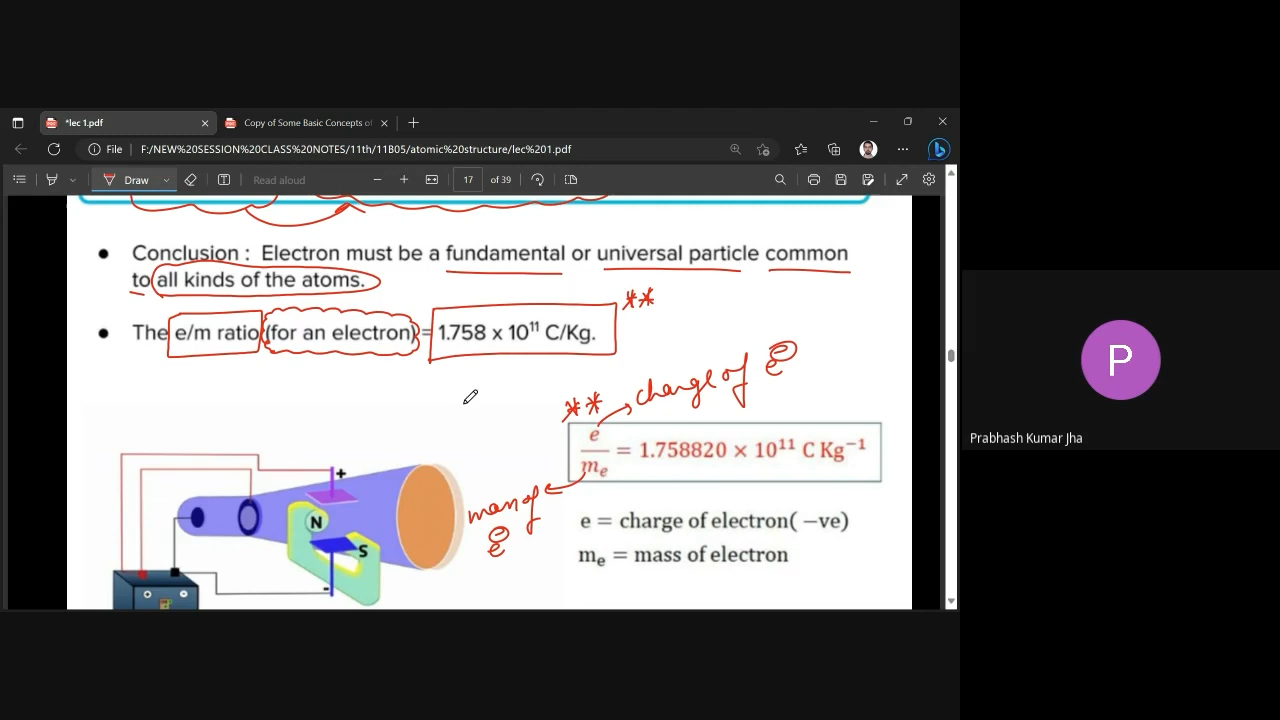 *lec 1.pdf
Copy of Some Basic Concepts of
File
F:/NEW%20SESSION%20CLASS%20NOTES/11th/11B05/atomic%20structure/lec%201.pdf
Draw
Read aloud
17 of 39
• Conclusion : Electron must be a fundamental or universal particle common
to all kinds of the atoms.
**
• The e/m ratio (for an electron) = 1.758 x 10¹¹ C/Kg.
** charge of e⊖
e/mₑ = 1.758820 × 10¹¹ C Kg⁻¹
mass of
e⊖
+
N
S
-
e = charge of electron( −ve)
mₑ = mass of electron
P
Prabhash Kumar Jha